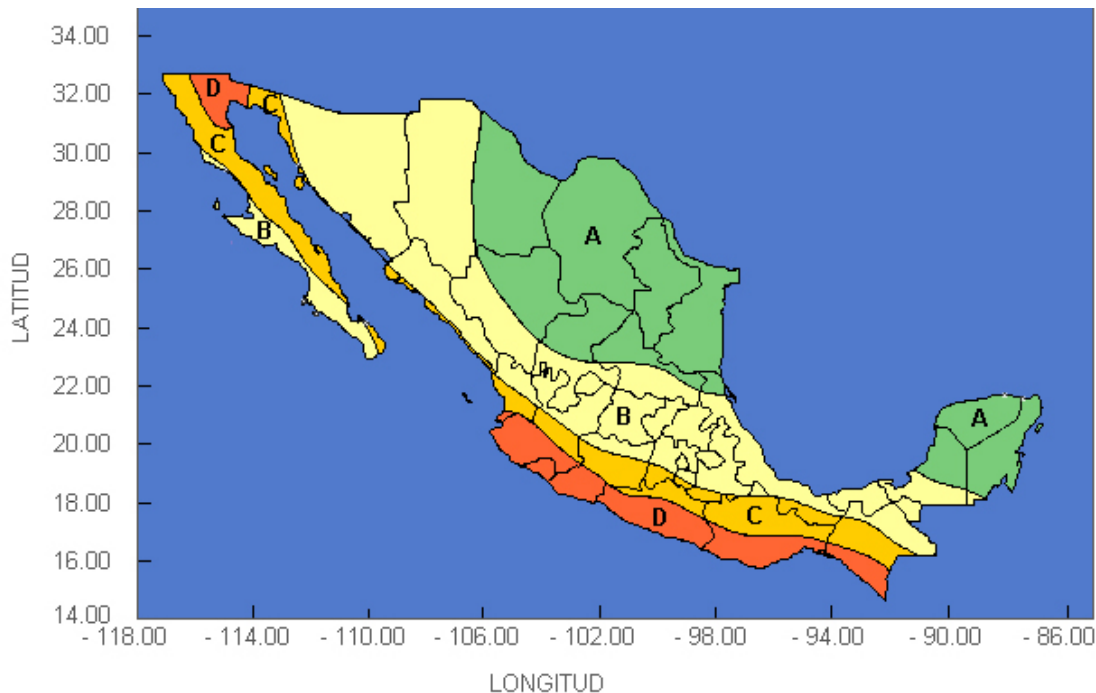 34.00
32.00
30.00
28.00
26.00
24.00
22.00
20.00
18.00
16.00
14.00
LATITUD
D
C
C
B
A
B
A
D
C
- 118.00 - 114.00 - 110.00 - 106.00 - 102.00 - 98.00 - 94.00 - 90.00 - 86.00
LONGITUD